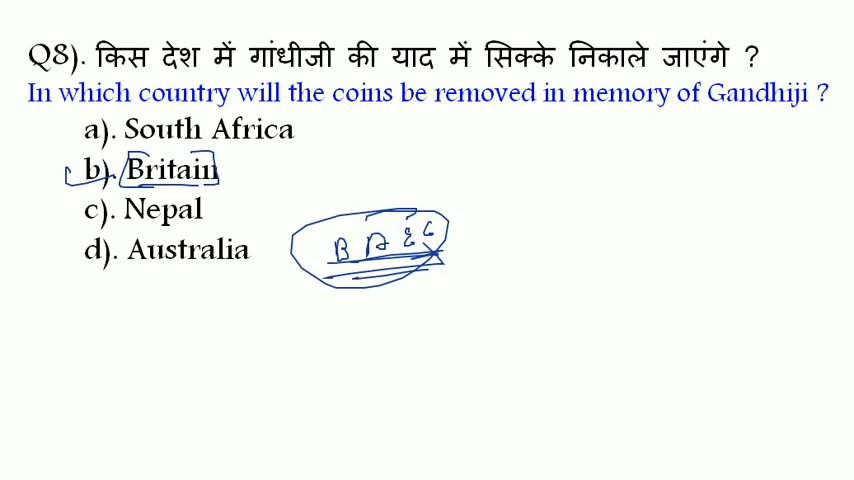 Q8). किस देश में गांधीजी की याद में सिक्के निकाले जाएंगे ?
In which country will the coins be removed in memory of Gandhiji ?
a). South Africa
b). Britain
c). Nepal
d). Australia